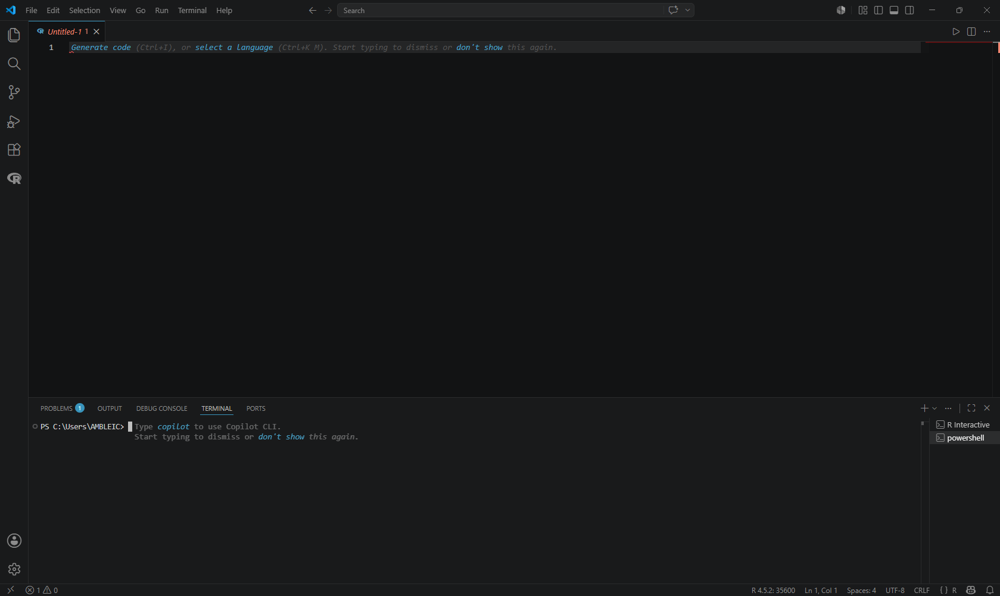 File Edit Selection View Go Run Terminal Help Search
Untitled-1 1
1 Generate code (Ctrl+I), or select a language (Ctrl+K M). Start typing to dismiss or don't show this again.
PROBLEMS 1 OUTPUT DEBUG CONSOLE TERMINAL PORTS
PS C:\Users\AMBLEIC> Type copilot to use Copilot CLI.
Start typing to dismiss or don't show this again.
R Interactive
powershell
1 0 R 4.5.2: 35600 Ln 1, Col 1 Spaces: 4 UTF-8 CRLF { } R